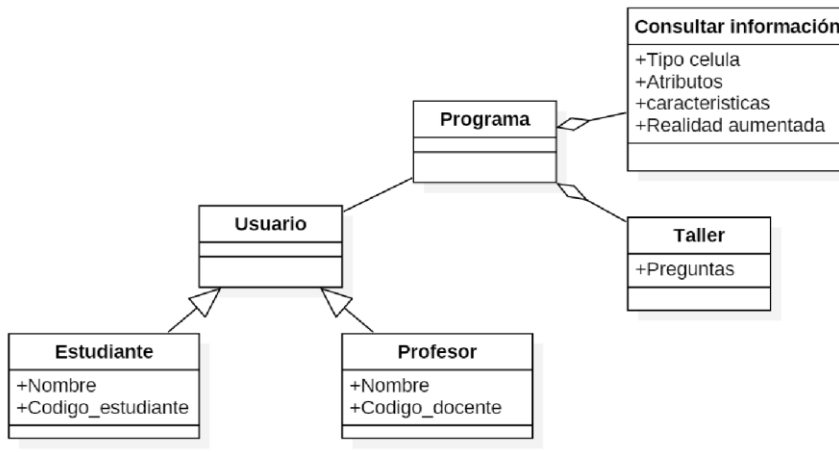 Consultar información
+Tipo celula
+Atributos
+caracteristicas
+Realidad aumentada
Programa
Usuario
Taller
+Preguntas
Estudiante
+Nombre
+Codigo_estudiante
Profesor
+Nombre
+Codigo_docente